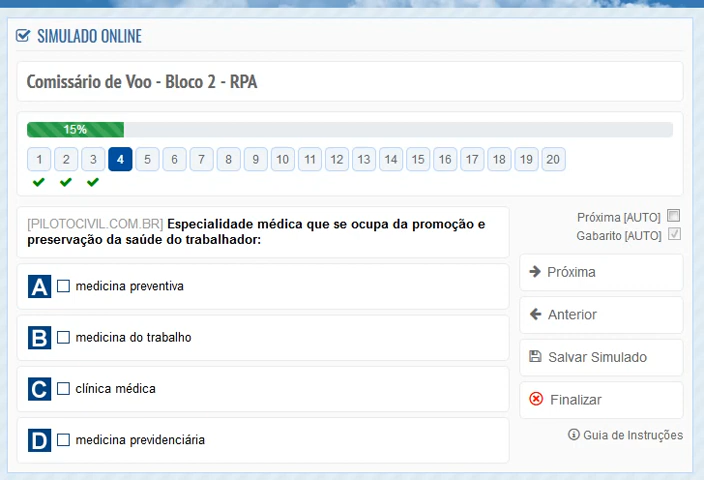 SIMULADO ONLINE
Comissário de Voo - Bloco 2 - RPA
15%
1 2 3 4 5 6 7 8 9 10 11 12 13 14 15 16 17 18 19 20
[PILOTOCIVIL.COM.BR] Especialidade médica que se ocupa da promoção e
preservação da saúde do trabalhador:
A medicina preventiva
B medicina do trabalho
C clínica médica
D medicina previdenciária
Próxima [AUTO]
Gabarito [AUTO]
Próxima
Anterior
Salvar Simulado
Finalizar
Guia de Instruções